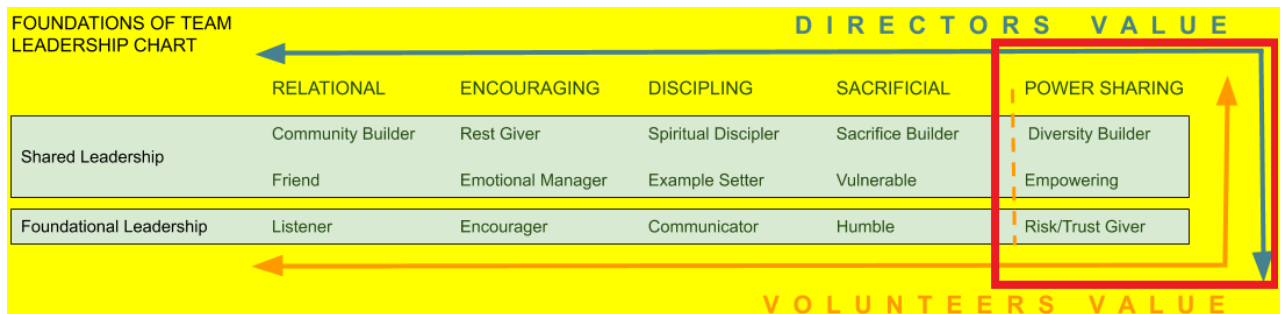 FOUNDATIONS OF TEAM
LEADERSHIP CHART
DIRECTORS VALUE
RELATIONAL ENCOURAGING DISCIPLING SACRIFICIAL POWER SHARING
Community Builder Rest Giver Spiritual Discipler Sacrifice Builder Diversity Builder
Shared Leadership
Friend Emotional Manager Example Setter Vulnerable Empowering
Foundational Leadership Listener Encourager Communicator Humble Risk/Trust Giver
VOLUNTEERS VALUE